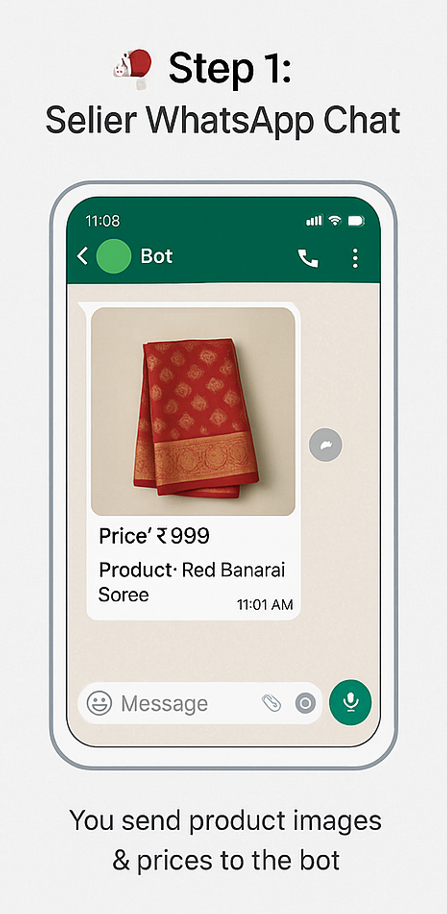 Step 1:
Selier WhatsApp Chat
11:08
Bot
Price’ ₹999
Product· Red Banarai
Soree
11:01 AM
Message
You send product images
& prices to the bot